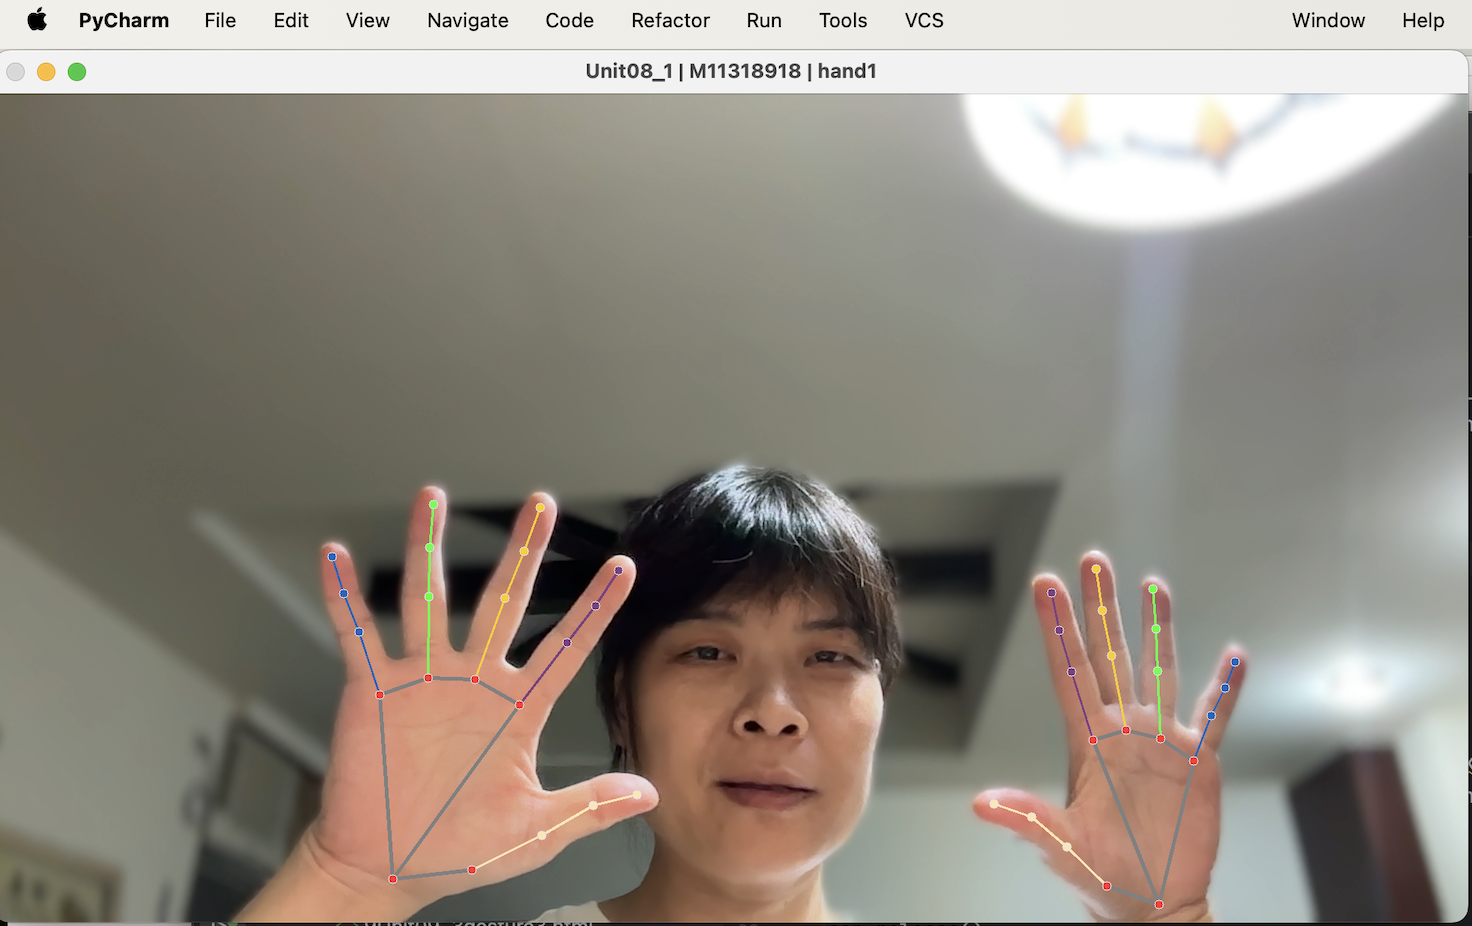 PyCharm File Edit View Navigate Code Refactor Run Tools VCS Window Help
Unit08_1 | M11318918 | hand1